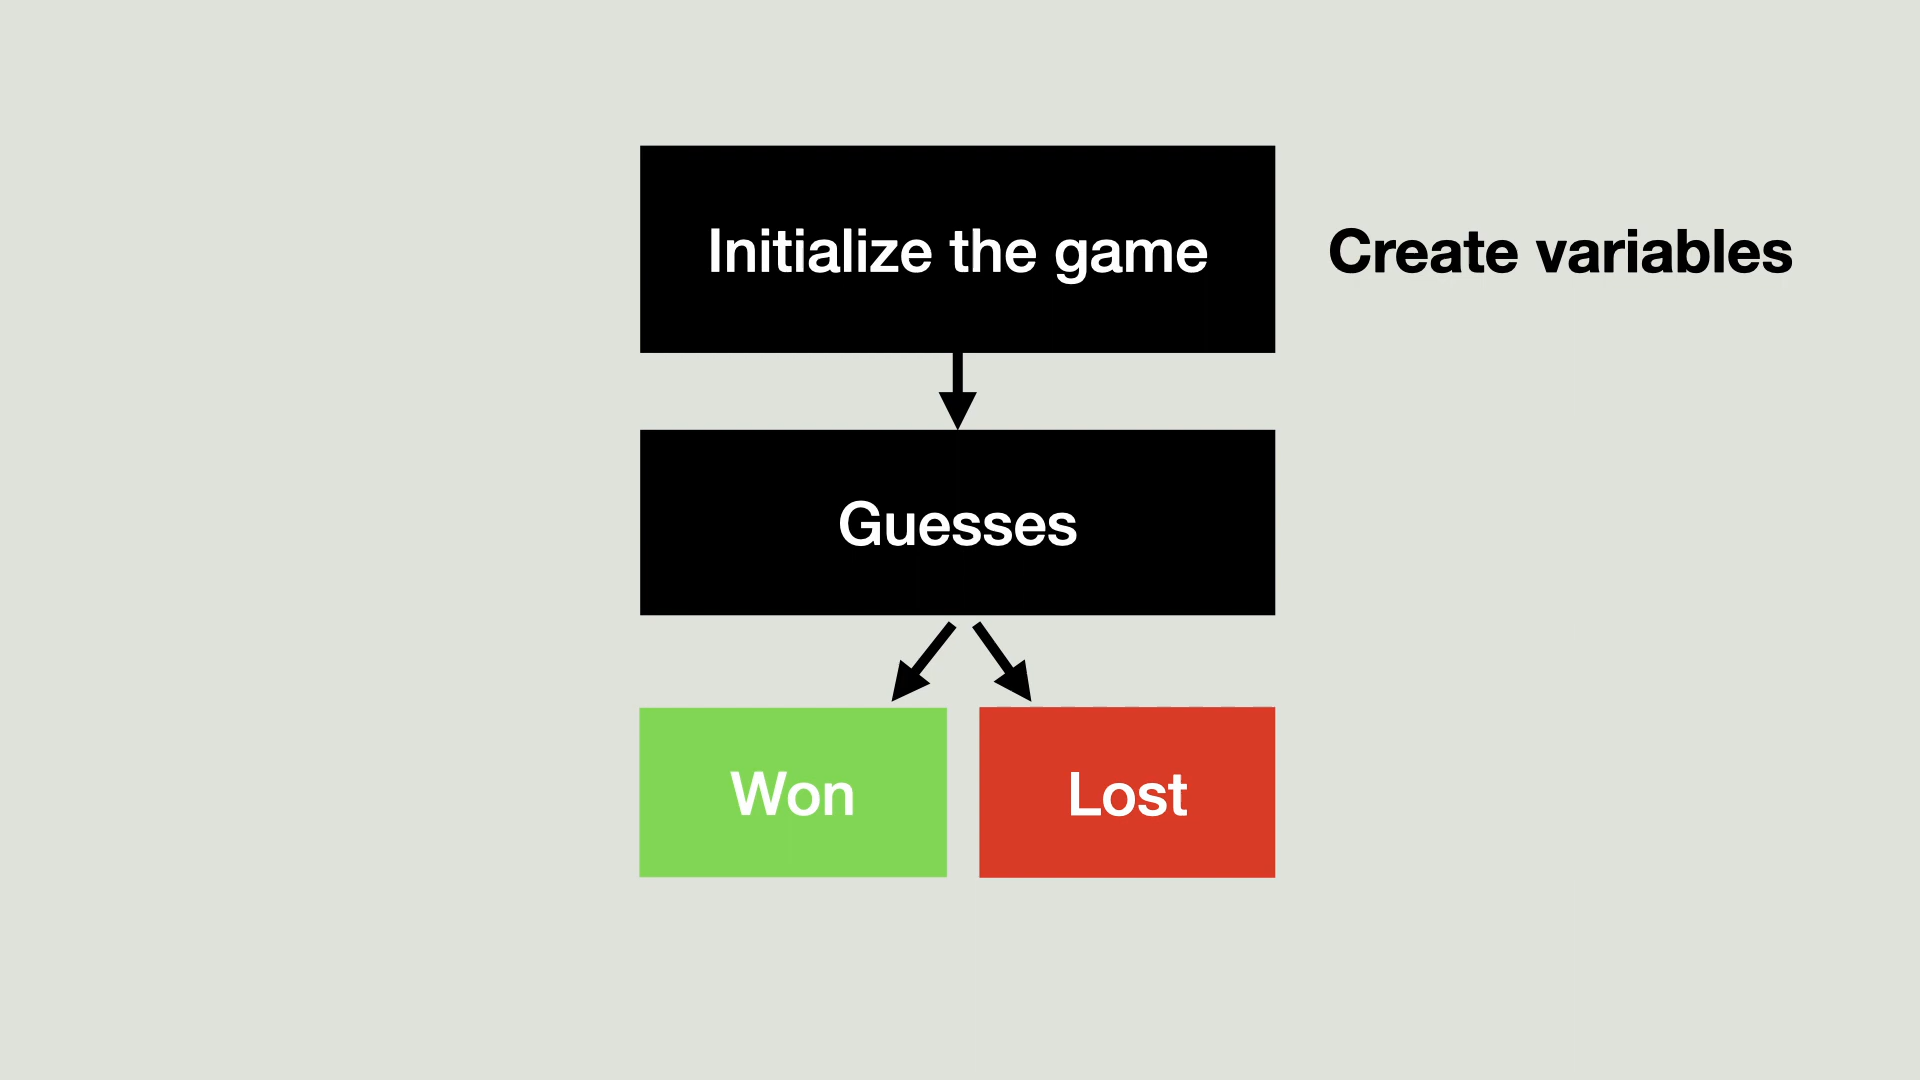 Initialize the game
Create variables
Guesses
Won
Lost